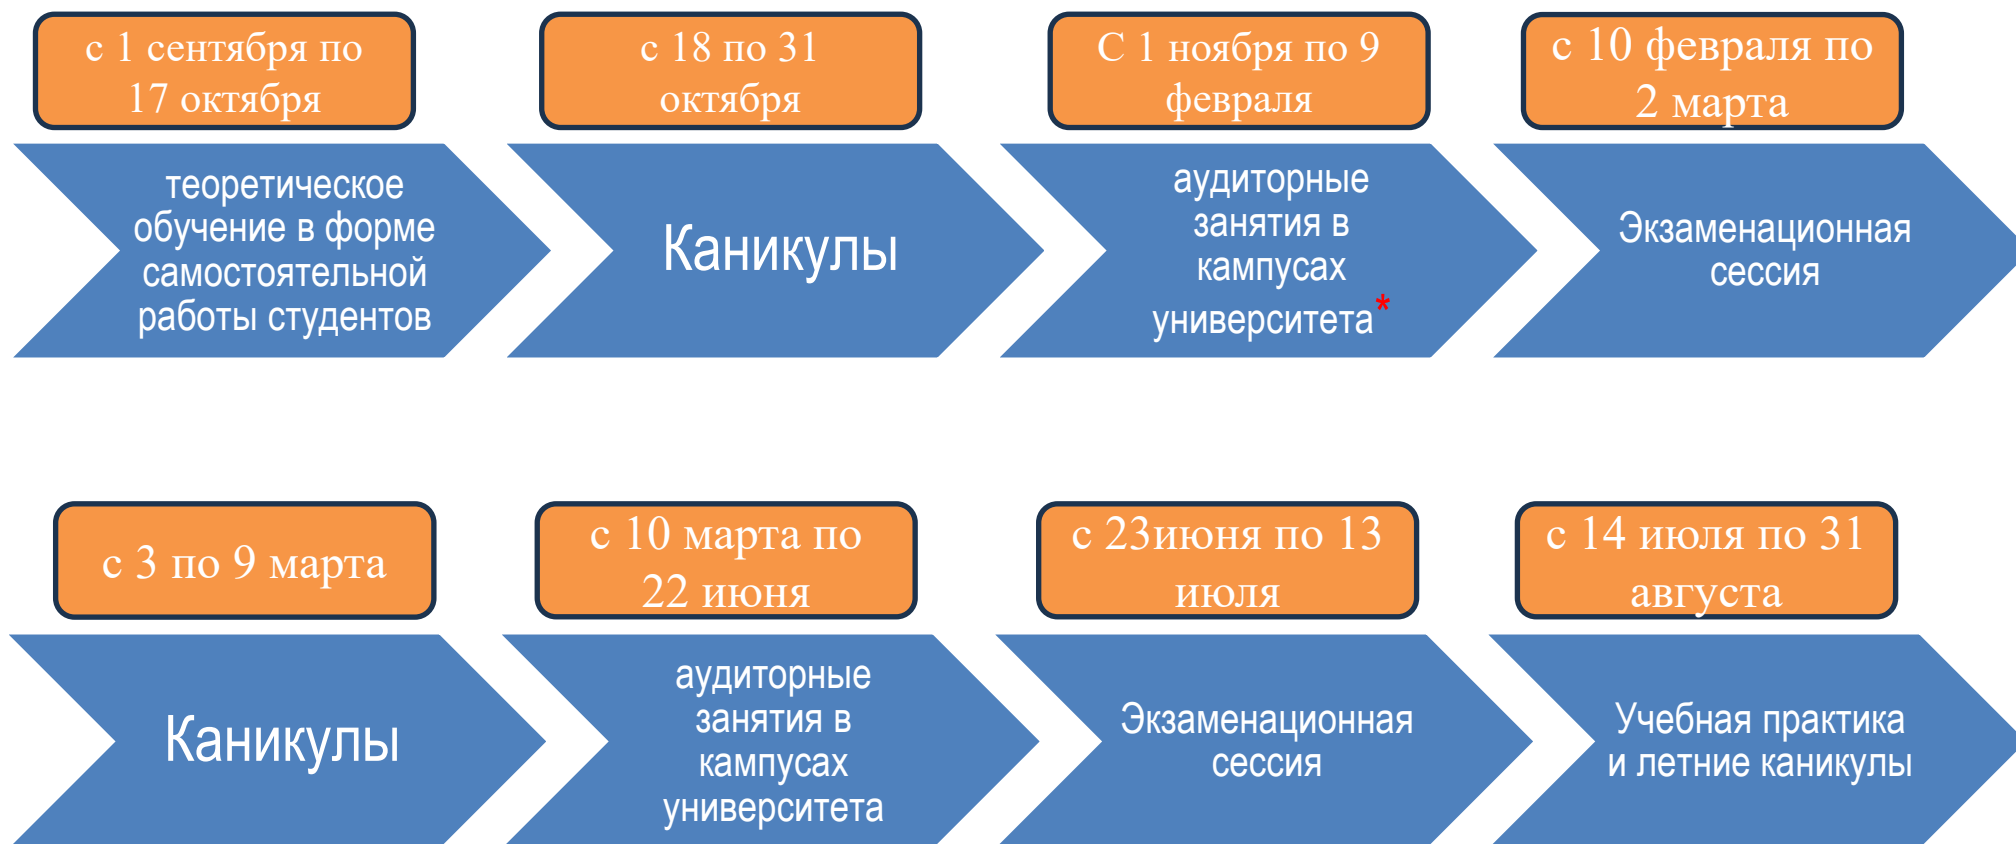 с 1 сентября по
17 октября
с 18 по 31
октября
С 1 ноября по 9
февраля
с 10 февраля по
2 марта
теоретическое
обучение в форме
самостоятельной
работы студентов
Каникулы
аудиторные
занятия в
кампусах
университета*
Экзаменационная
сессия
с 3 по 9 марта
с 10 марта по
22 июня
с 23июня по 13
июля
с 14 июля по 31
августа
Каникулы
аудиторные
занятия в
кампусах
университета
Экзаменационная
сессия
Учебная практика
и летние каникулы